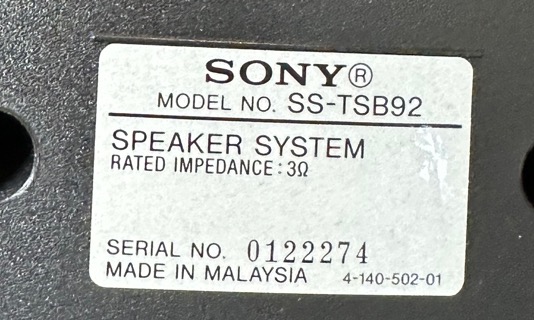 SONY®
MODEL NO. SS-TSB92
SPEAKER SYSTEM
RATED IMPEDANCE: 3Ω
SERIAL NO. 0122274
MADE IN MALAYSIA 4-140-502-01